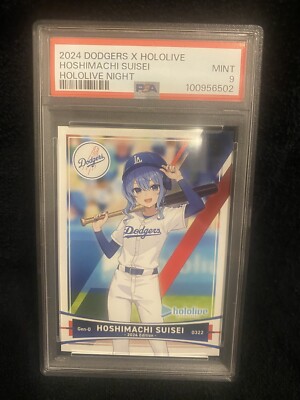 2024 DODGERS X HOLOLIVE
HOSHIMACHI SUISEI
HOLOLIVE NIGHT
MINT
9
PSA
100956502
Dodgers
LA
Dodgers
hololive
Gen-0
HOSHIMACHI SUISEI
0322
- 2024 Edition -